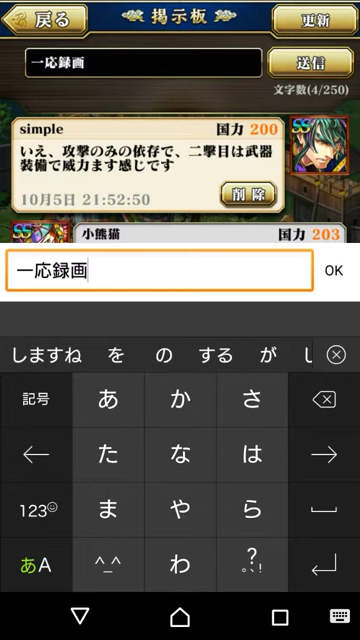 戻る
掲示板
更新
一応録画
送信
文字数(4/250)
simple
国力 200
いえ、攻撃のみの依存で、二撃目は武器
装備で威力ます感じです
10月5日 21:52:50
削除
SS
SS
小熊猫
国力 203
一応録画
OK
しますね を の する が し
記号 あ か さ
← た な は →
123☺ ま や ら
あA ^_^ わ ?。、!